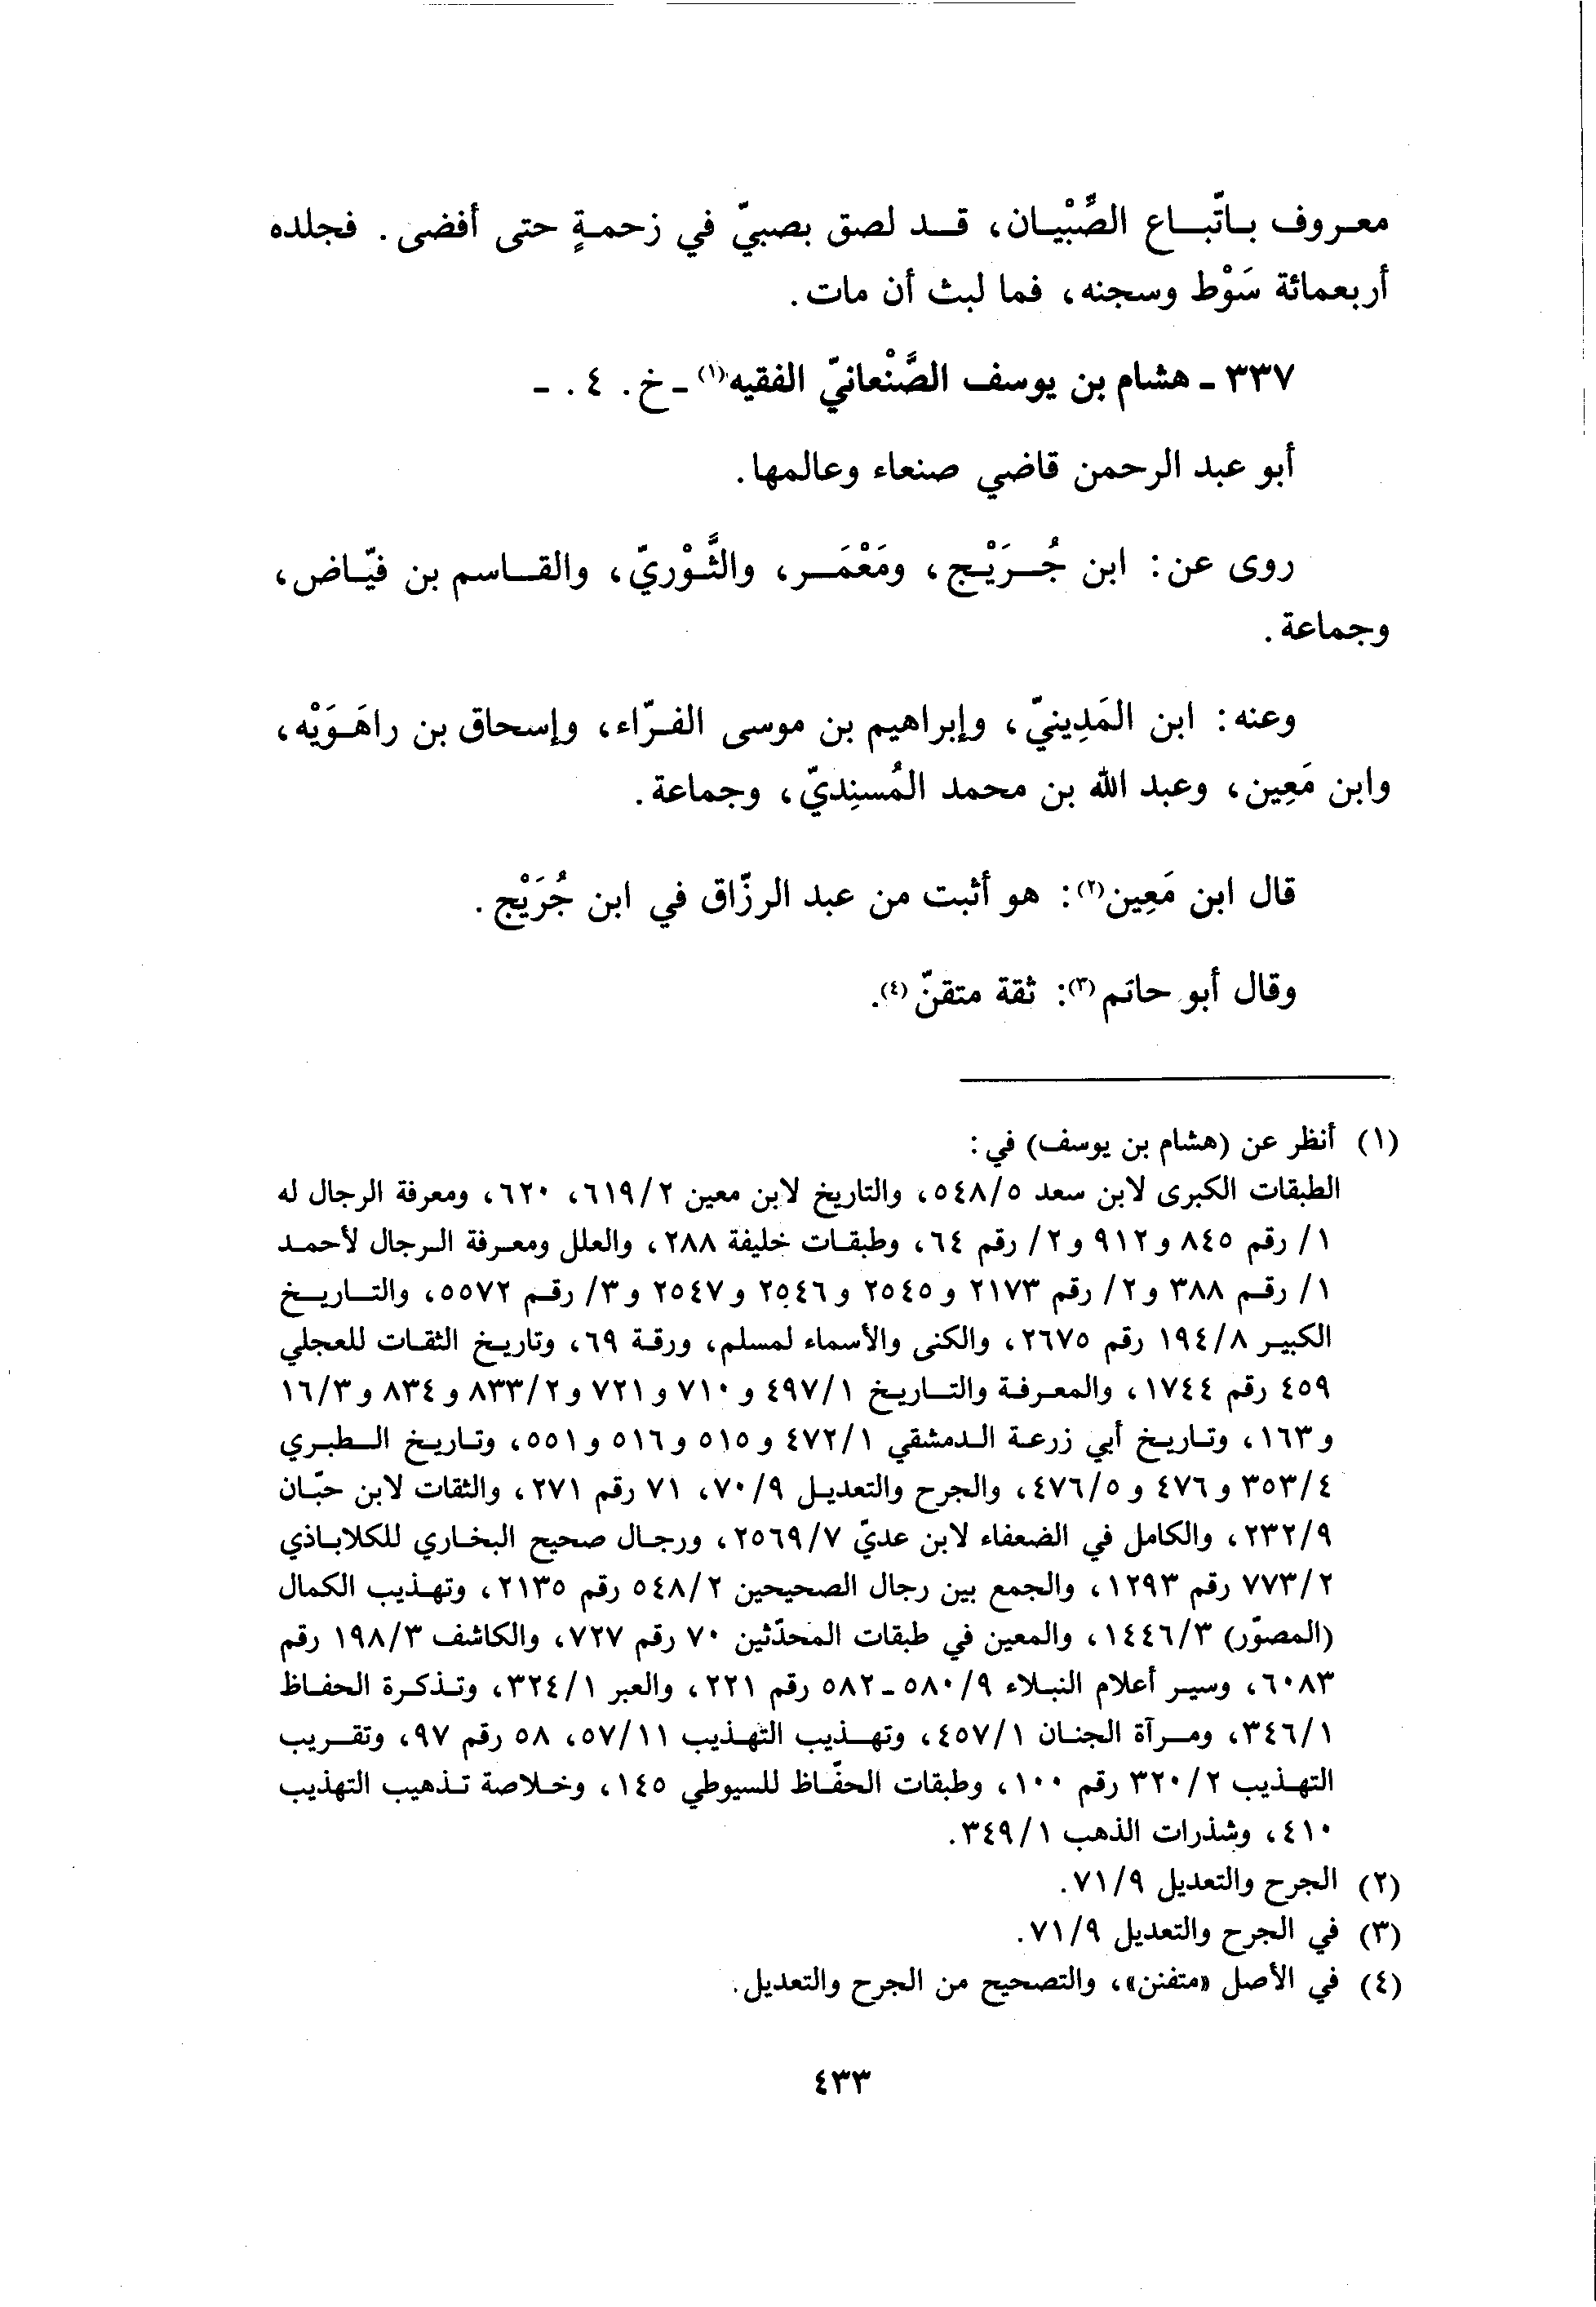 معروف باتّباع الصِّبْيان، قد لصق بصبيّ في زحمةٍ حتى أفضى. فجلده
أربعمائة سَوْط وسجنه، فما لبث أن مات.
٣٣٧ - هشام بن يوسف الصَّنْعانيّ الفقيه(١) - خ. ٤. -
أبو عبد الرحمن قاضي صنعاء وعالمها.
روى عن: ابن جُرَيْج، ومَعْمَر، والثَّوْريّ، والقاسم بن فيّاض،
وجماعة.
وعنه: ابن المَدِينيّ، وإبراهيم بن موسى الفرّاء، وإسحاق بن راهَوَيْه،
وابن مَعِين، وعبد الله بن محمد المُسنِديّ، وجماعة.
قال ابن مَعِين(٢): هو أثبت من عبد الرزّاق في ابن جُرَيْج.
وقال أبو حاتم(٣): ثقة متقنّ(٤).
(١) أنظر عن (هشام بن يوسف) في:
الطبقات الكبرى لابن سعد ٥٤٨/٥، والتاريخ لابن معين ٦١٩/٢، ٦٢٠، ومعرفة الرجال له
١/ رقم ٨٤٥ و٩١٢ و٢/ رقم ٦٤، وطبقات خليفة ٢٨٨، والعلل ومعرفة الرجال لأحمد
١/ رقم ٣٨٨ و٢/ رقم ٢١٧٣ و٢٥٤٥ و٢٥٤٦ و٢٥٤٧ و٣/ رقم ٥٥٧٢، والتاريخ
الكبير ١٩٤/٨ رقم ٢٦٧٥، والكنى والأسماء لمسلم، ورقة ٦٩، وتاريخ الثقات للعجلي
٤٥٩ رقم ١٧٤٤، والمعرفة والتاريخ ٤٩٧/١ و٧١٠ و٧٢١ و٨٣٣/٢ و٨٣٤ و١٦/٣
و١٦٣، وتاريخ أبي زرعة الدمشقي ٤٧٢/١ و٥١٥ و٥١٦ و٥٥١، وتاريخ الطبري
٣٥٣/٤ و٤٧٦ و٤٧٦/٥، والجرح والتعديل ٧٠/٩، ٧١ رقم ٢٧١، والثقات لابن حبّان
٢٣٢/٩، والكامل في الضعفاء لابن عديّ ٢٥٦٩/٧، ورجال صحيح البخاري للكلاباذي
٧٧٣/٢ رقم ١٢٩٣، والجمع بين رجال الصحيحين ٥٤٨/٢ رقم ٢١٣٥، وتهذيب الكمال
(المصوّر) ١٤٤٦/٣، والمعين في طبقات المحدّثين ٧٠ رقم ٧٢٧، والكاشف ١٩٨/٣ رقم
٦٠٨٣، وسير أعلام النبلاء ٥٨٠/٩ - ٥٨٢ رقم ٢٢١، والعبر ٣٢٤/١، وتذكرة الحفاظ
٣٤٦/١، ومرآة الجنان ٤٥٧/١، وتهذيب التهذيب ٥٧/١١، ٥٨ رقم ٩٧، وتقريب
التهذيب ٣٢٠/٢ رقم ١٠٠، وطبقات الحفّاظ للسيوطي ١٤٥، وخلاصة تذهيب التهذيب
٤١٠، وشذرات الذهب ٣٤٩/١.
(٢) الجرح والتعديل ٧١/٩.
(٣) في الجرح والتعديل ٧١/٩.
(٤) في الأصل «متفنن»، والتصحيح من الجرح والتعديل.
٤٣٣